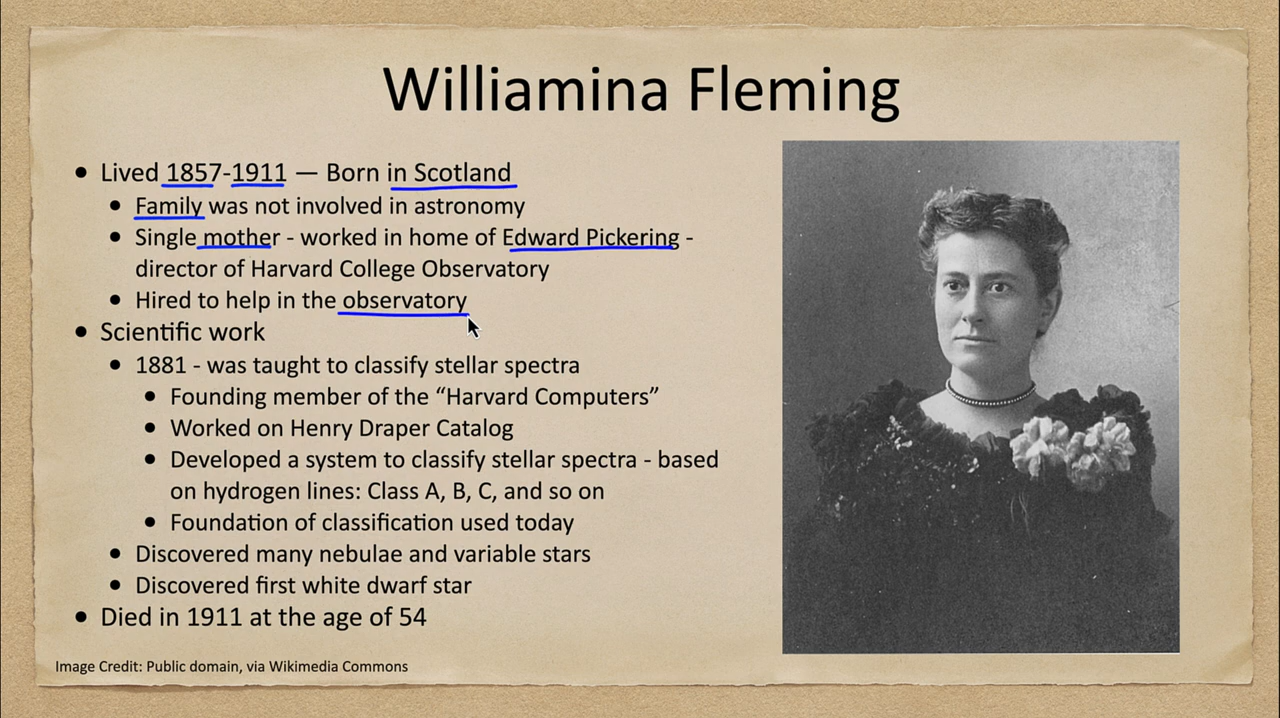 Williamina Fleming
• Lived 1857-1911 — Born in Scotland
• Family was not involved in astronomy
• Single mother - worked in home of Edward Pickering -
director of Harvard College Observatory
• Hired to help in the observatory
• Scientific work
• 1881 - was taught to classify stellar spectra
• Founding member of the “Harvard Computers”
• Worked on Henry Draper Catalog
• Developed a system to classify stellar spectra - based
on hydrogen lines: Class A, B, C, and so on
• Foundation of classification used today
• Discovered many nebulae and variable stars
• Discovered first white dwarf star
• Died in 1911 at the age of 54
Image Credit: Public domain, via Wikimedia Commons